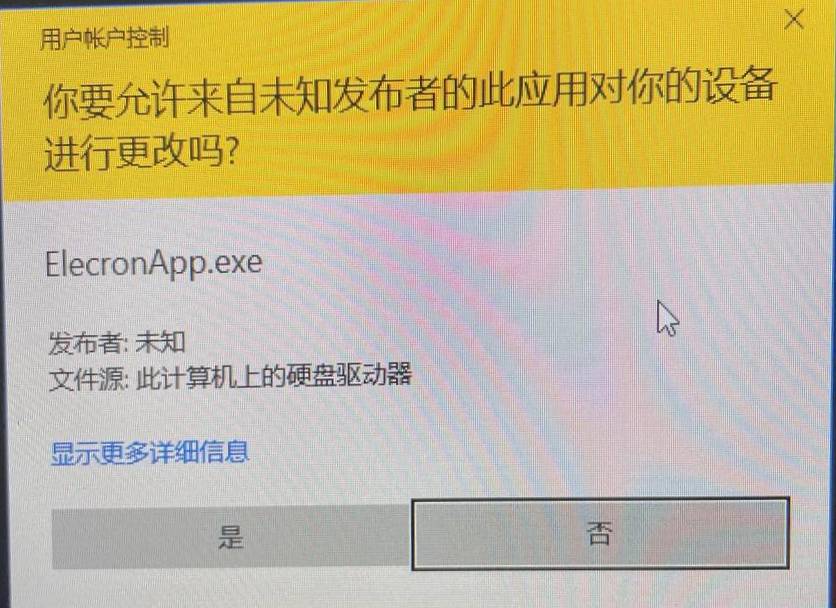 用户帐户控制
你要允许来自未知发布者的此应用对你的设备
进行更改吗?
ElecronApp.exe
发布者: 未知
文件源: 此计算机上的硬盘驱动器
显示更多详细信息
是
否